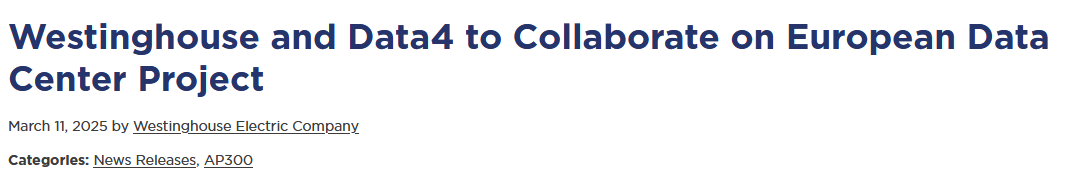 Westinghouse and Data4 to Collaborate on European Data
Center Project
March 11, 2025 by Westinghouse Electric Company
Categories: News Releases, AP300